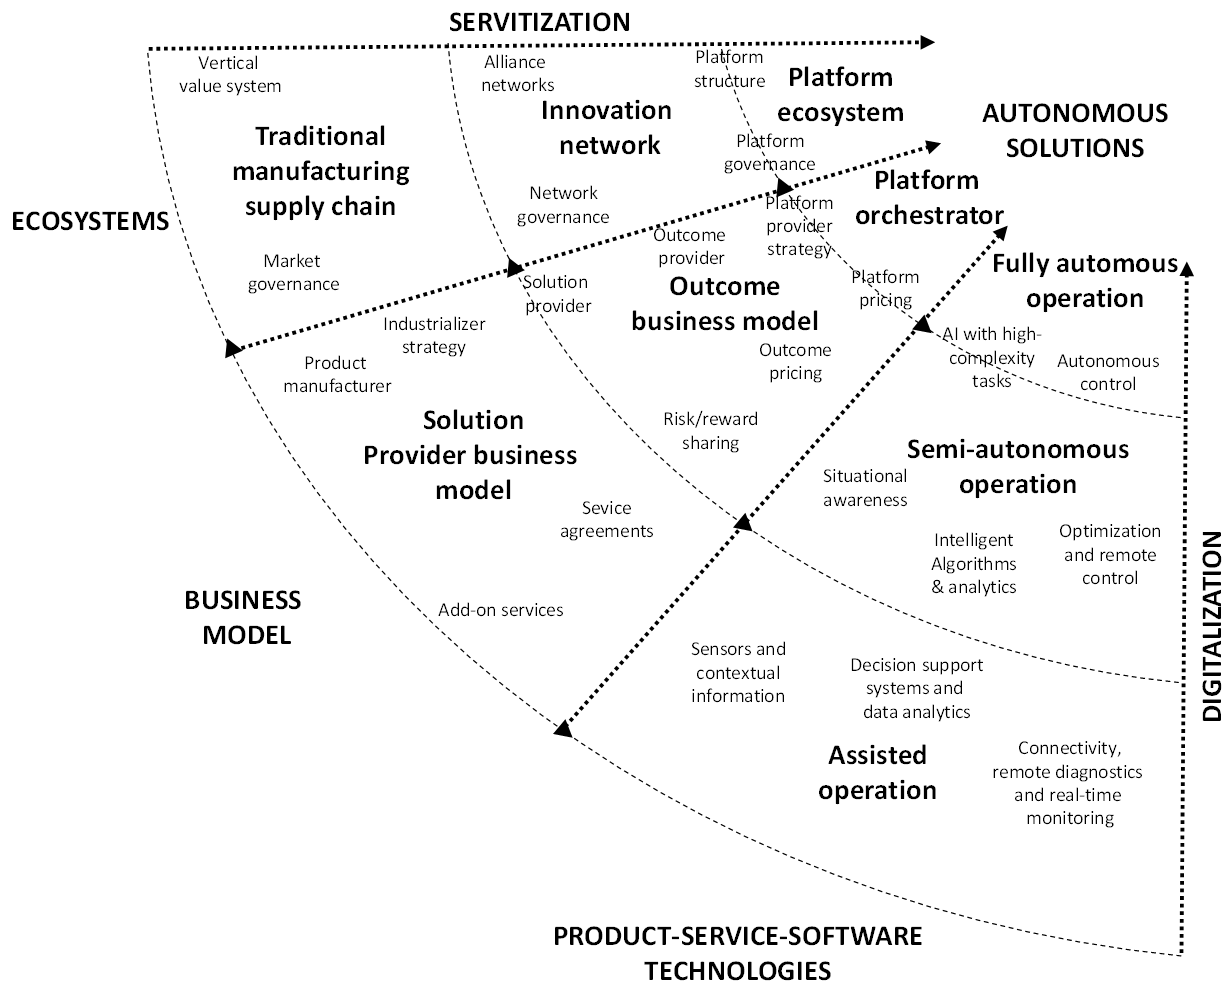 SERVITIZATION
Vertical
value system
Alliance
networks
Platform
structure
Platform
ecosystem
Traditional
manufacturing
supply chain
Innovation
network
AUTONOMOUS
SOLUTIONS
Platform
governance
Platform
orchestrator
ECOSYSTEMS
Network
governance
Platform
provider
strategy
Market
governance
Outcome
provider
Solution
provider
Outcome
business model
Platform
pricing
Fully automous
operation
Industrializer
strategy
Product
manufacturer
Outcome
pricing
AI with high-
complexity
tasks
Autonomous
control
Solution
Provider business
model
Risk/reward
sharing
Semi-autonomous
operation
Situational
awareness
Sevice
agreements
Intelligent
Algorithms
& analytics
Optimization
and remote
control
DIGITALIZATION
BUSINESS
MODEL
Add-on services
Sensors and
contextual
information
Decision support
systems and
data analytics
Assisted
operation
Connectivity,
remote diagnostics
and real-time
monitoring
PRODUCT-SERVICE-SOFTWARE
TECHNOLOGIES